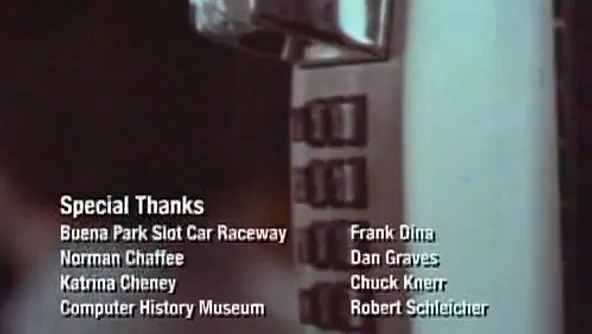 Special Thanks
Buena Park Slot Car Raceway
Norman Chaffee
Katrina Cheney
Computer History Museum
Frank Dina
Dan Graves
Chuck Knerr
Robert Schleicher